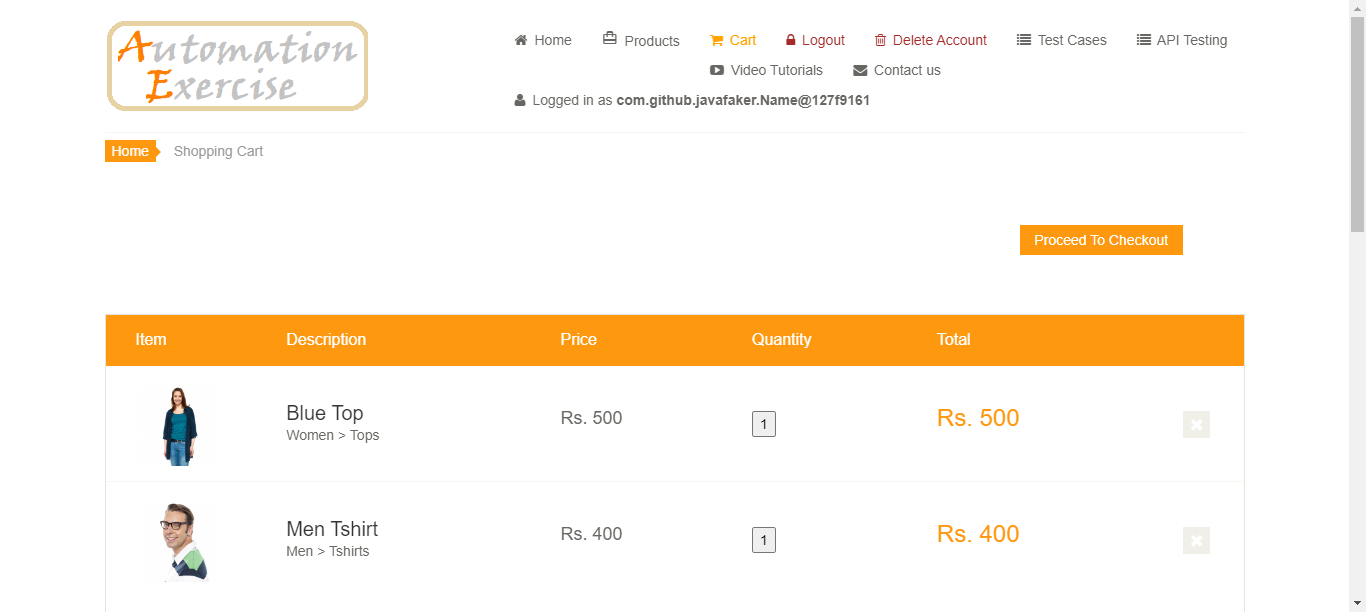 Automation
Exercise
Home Products Cart Logout Delete Account Test Cases API Testing
Video Tutorials Contact us
Logged in as com.github.javafaker.Name@127f9161
Home Shopping Cart
Proceed To Checkout
Item Description Price Quantity Total
Blue Top Rs. 500 1 Rs. 500
Women > Tops
Men Tshirt Rs. 400 1 Rs. 400
Men > Tshirts